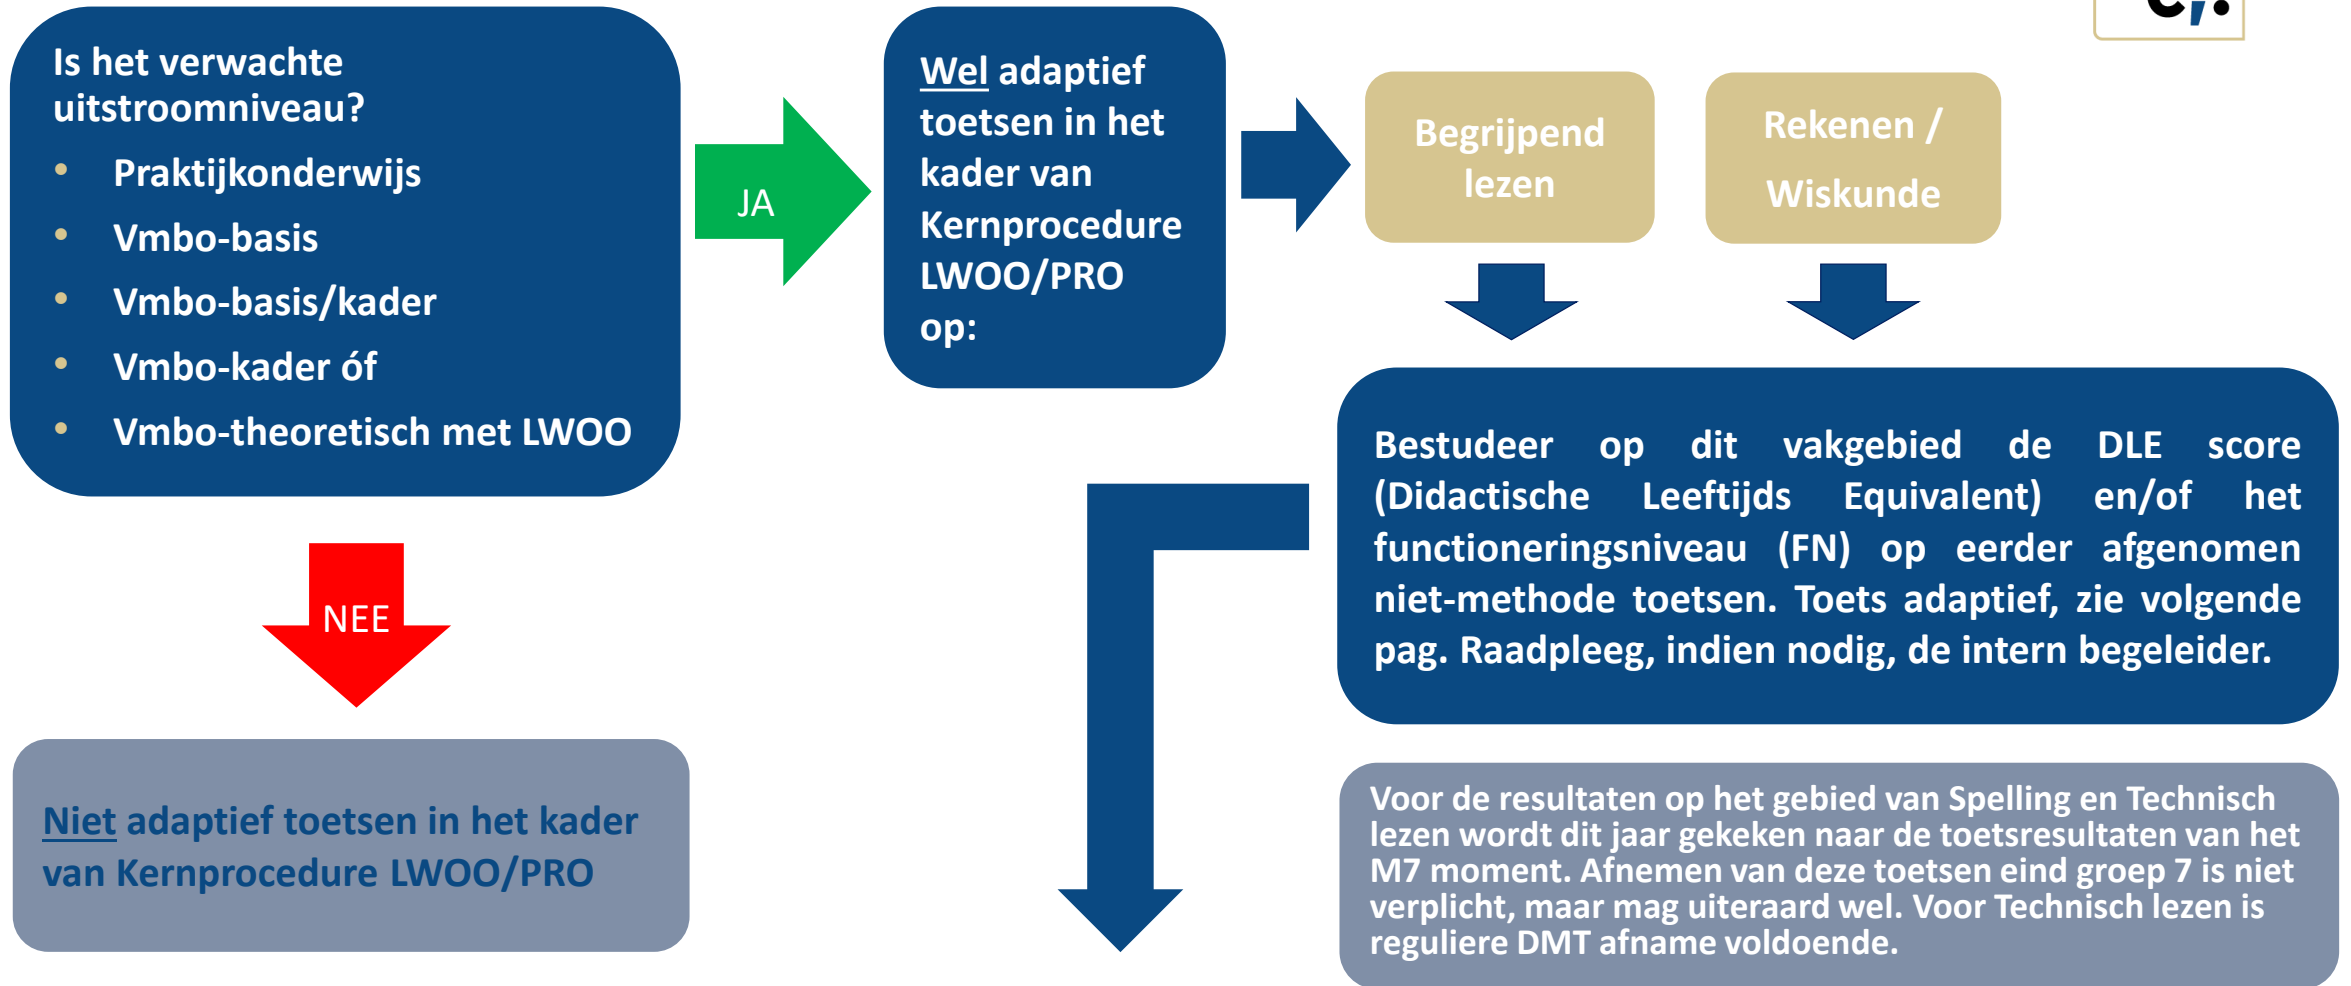 Is het verwachte
uitstroomniveau?
• Praktijkonderwijs
• Vmbo-basis
• Vmbo-basis/kader
• Vmbo-kader óf
• Vmbo-theoretisch met LWOO
JA
Wel adaptief
toetsen in het
kader van
Kernprocedure
LWOO/PRO
op:
Begrijpend
lezen
Rekenen /
Wiskunde
Bestudeer op dit vakgebied de DLE score
(Didactische Leeftijds Equivalent) en/of het
functioneringsniveau (FN) op eerder afgenomen
niet-methode toetsen. Toets adaptief, zie volgende
pag. Raadpleeg, indien nodig, de intern begeleider.
NEE
Niet adaptief toetsen in het kader
van Kernprocedure LWOO/PRO
Voor de resultaten op het gebied van Spelling en Technisch
lezen wordt dit jaar gekeken naar de toetsresultaten van het
M7 moment. Afnemen van deze toetsen eind groep 7 is niet
verplicht, maar mag uiteraard wel. Voor Technisch lezen is
reguliere DMT afname voldoende.